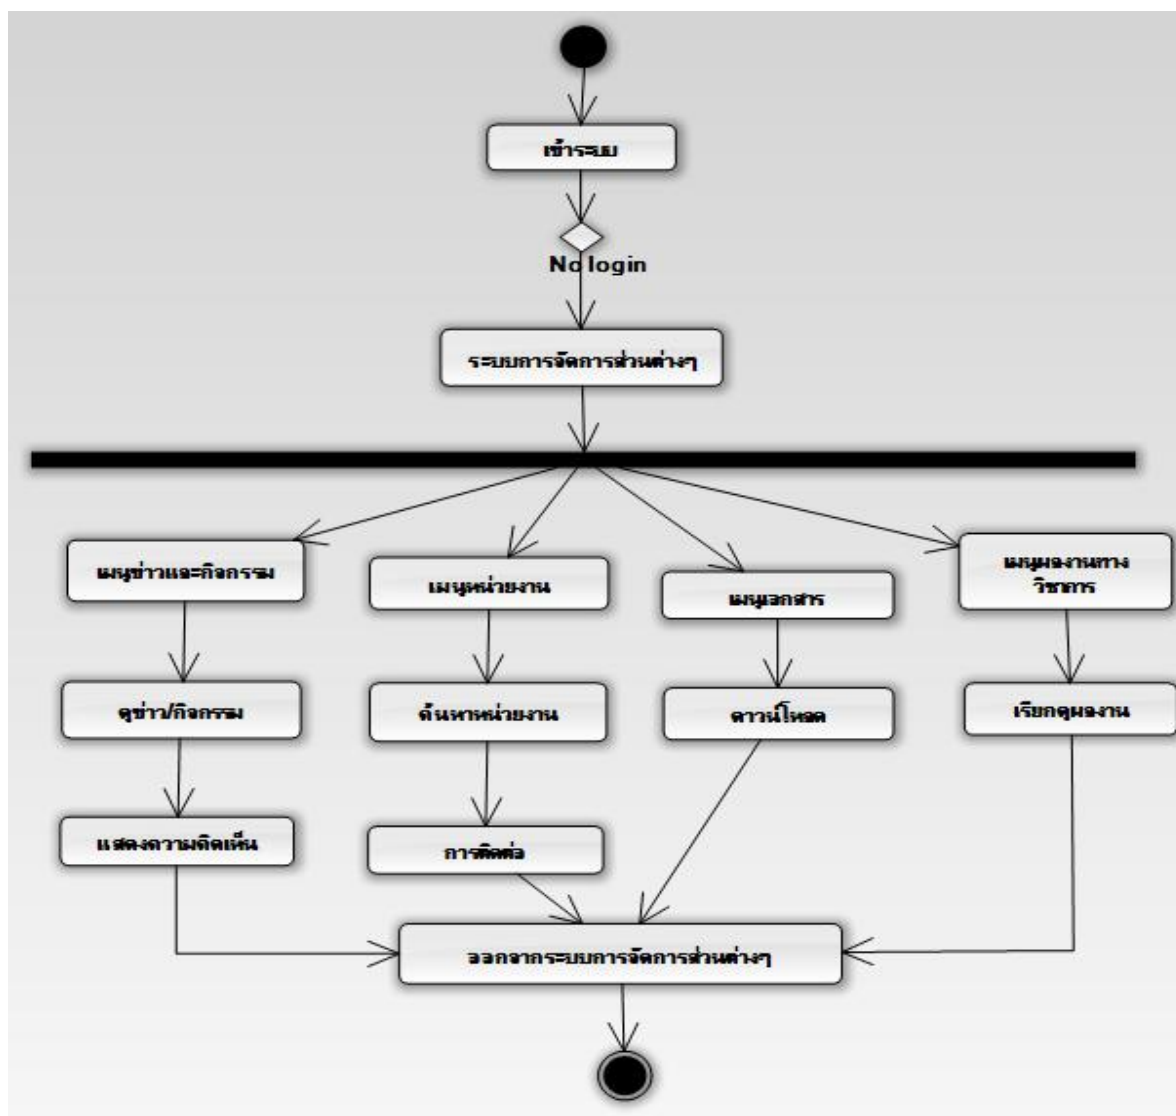 เข้าระบบ
No login
ระบบการจัดการส่วนต่างๆ
เมนูข่าวและกิจกรรม
เมนูหน่วยงาน
เมนูเอกสาร
เมนูผลงานทาง
วิชาการ
ดูข่าว/กิจกรรม
ค้นหาหน่วยงาน
ดาวน์โหลด
เรียกดูผลงาน
แสดงความคิดเห็น
การติดต่อ
ออกจากระบบการจัดการส่วนต่างๆ